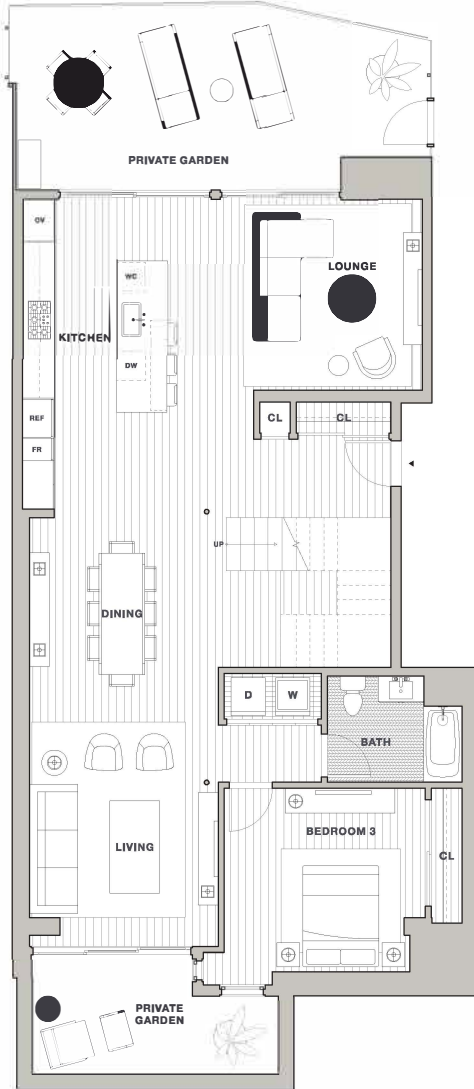 PRIVATE GARDEN
OV
WC
LOUNGE
KITCHEN
DW
REF
CL
CL
FR
UP
DINING
D
W
BATH
BEDROOM 3
LIVING
CL
PRIVATE
GARDEN